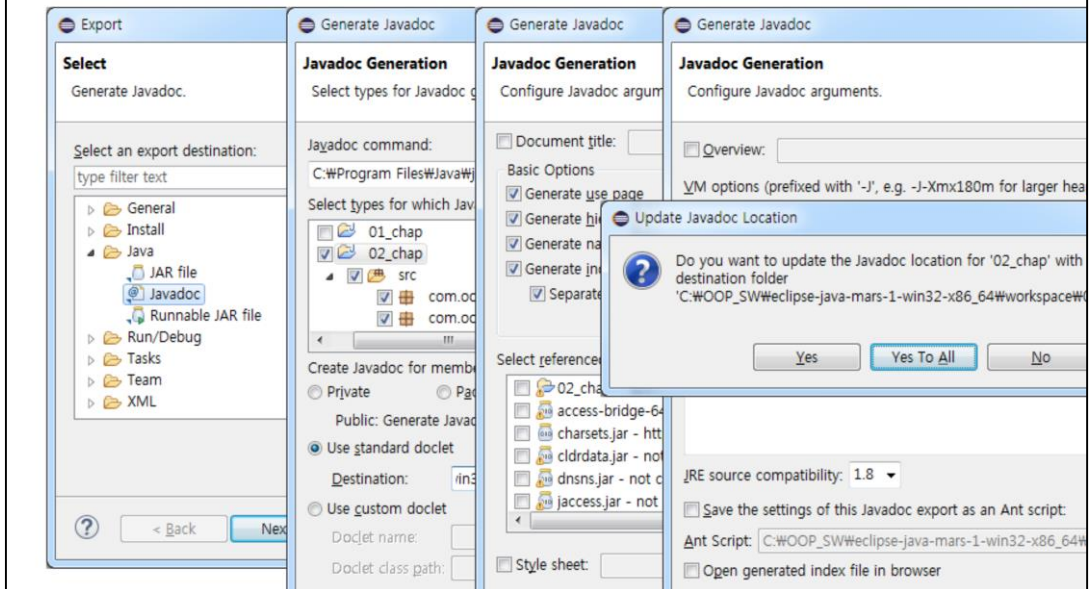 Export
Select
Generate Javadoc.
Select an export destination:
type filter text
General
Install
Java
JAR file
Javadoc
Runnable JAR file
Run/Debug
Tasks
Team
XML
< Back
Nex
Generate Javadoc
Javadoc Generation
Select types for Javadoc g
Javadoc command:
C:₩Program Files₩Java₩j
Select types for which Jav
01_chap
02_chap
src
com.oo
com.oo
Create Javadoc for membe
Private
Pac
Public: Generate Javad
Use standard doclet
Destination:
Use custom doclet
Doclet name:
Doclet class path:
Generate Javadoc
Javadoc Generation
Configure Javadoc argum
Document title:
Basic Options
Generate use page
Generate hie
Generate na
Generate ind
Separate
Select referenced
02_cha
access-bridge-64
charsets.jar - htt
cldrdata.jar - not
dnsns.jar - not c
jaccess.jar - not
Style sheet:
Generate Javadoc
Javadoc Generation
Configure Javadoc arguments.
Overview:
VM options (prefixed with '-J', e.g. -J-Xmx180m for larger hea
Update Javadoc Location
Do you want to update the Javadoc location for '02_chap' with
destination folder
'C:₩OOP_SW₩eclipse-java-mars-1-win32-x86_64₩workspace₩0
Yes
Yes To All
No
JRE source compatibility: 1.8
Save the settings of this Javadoc export as an Ant script:
Ant Script: C:₩OOP_SW₩eclipse-java-mars-1-win32-x86_64₩
Open generated index file in browser